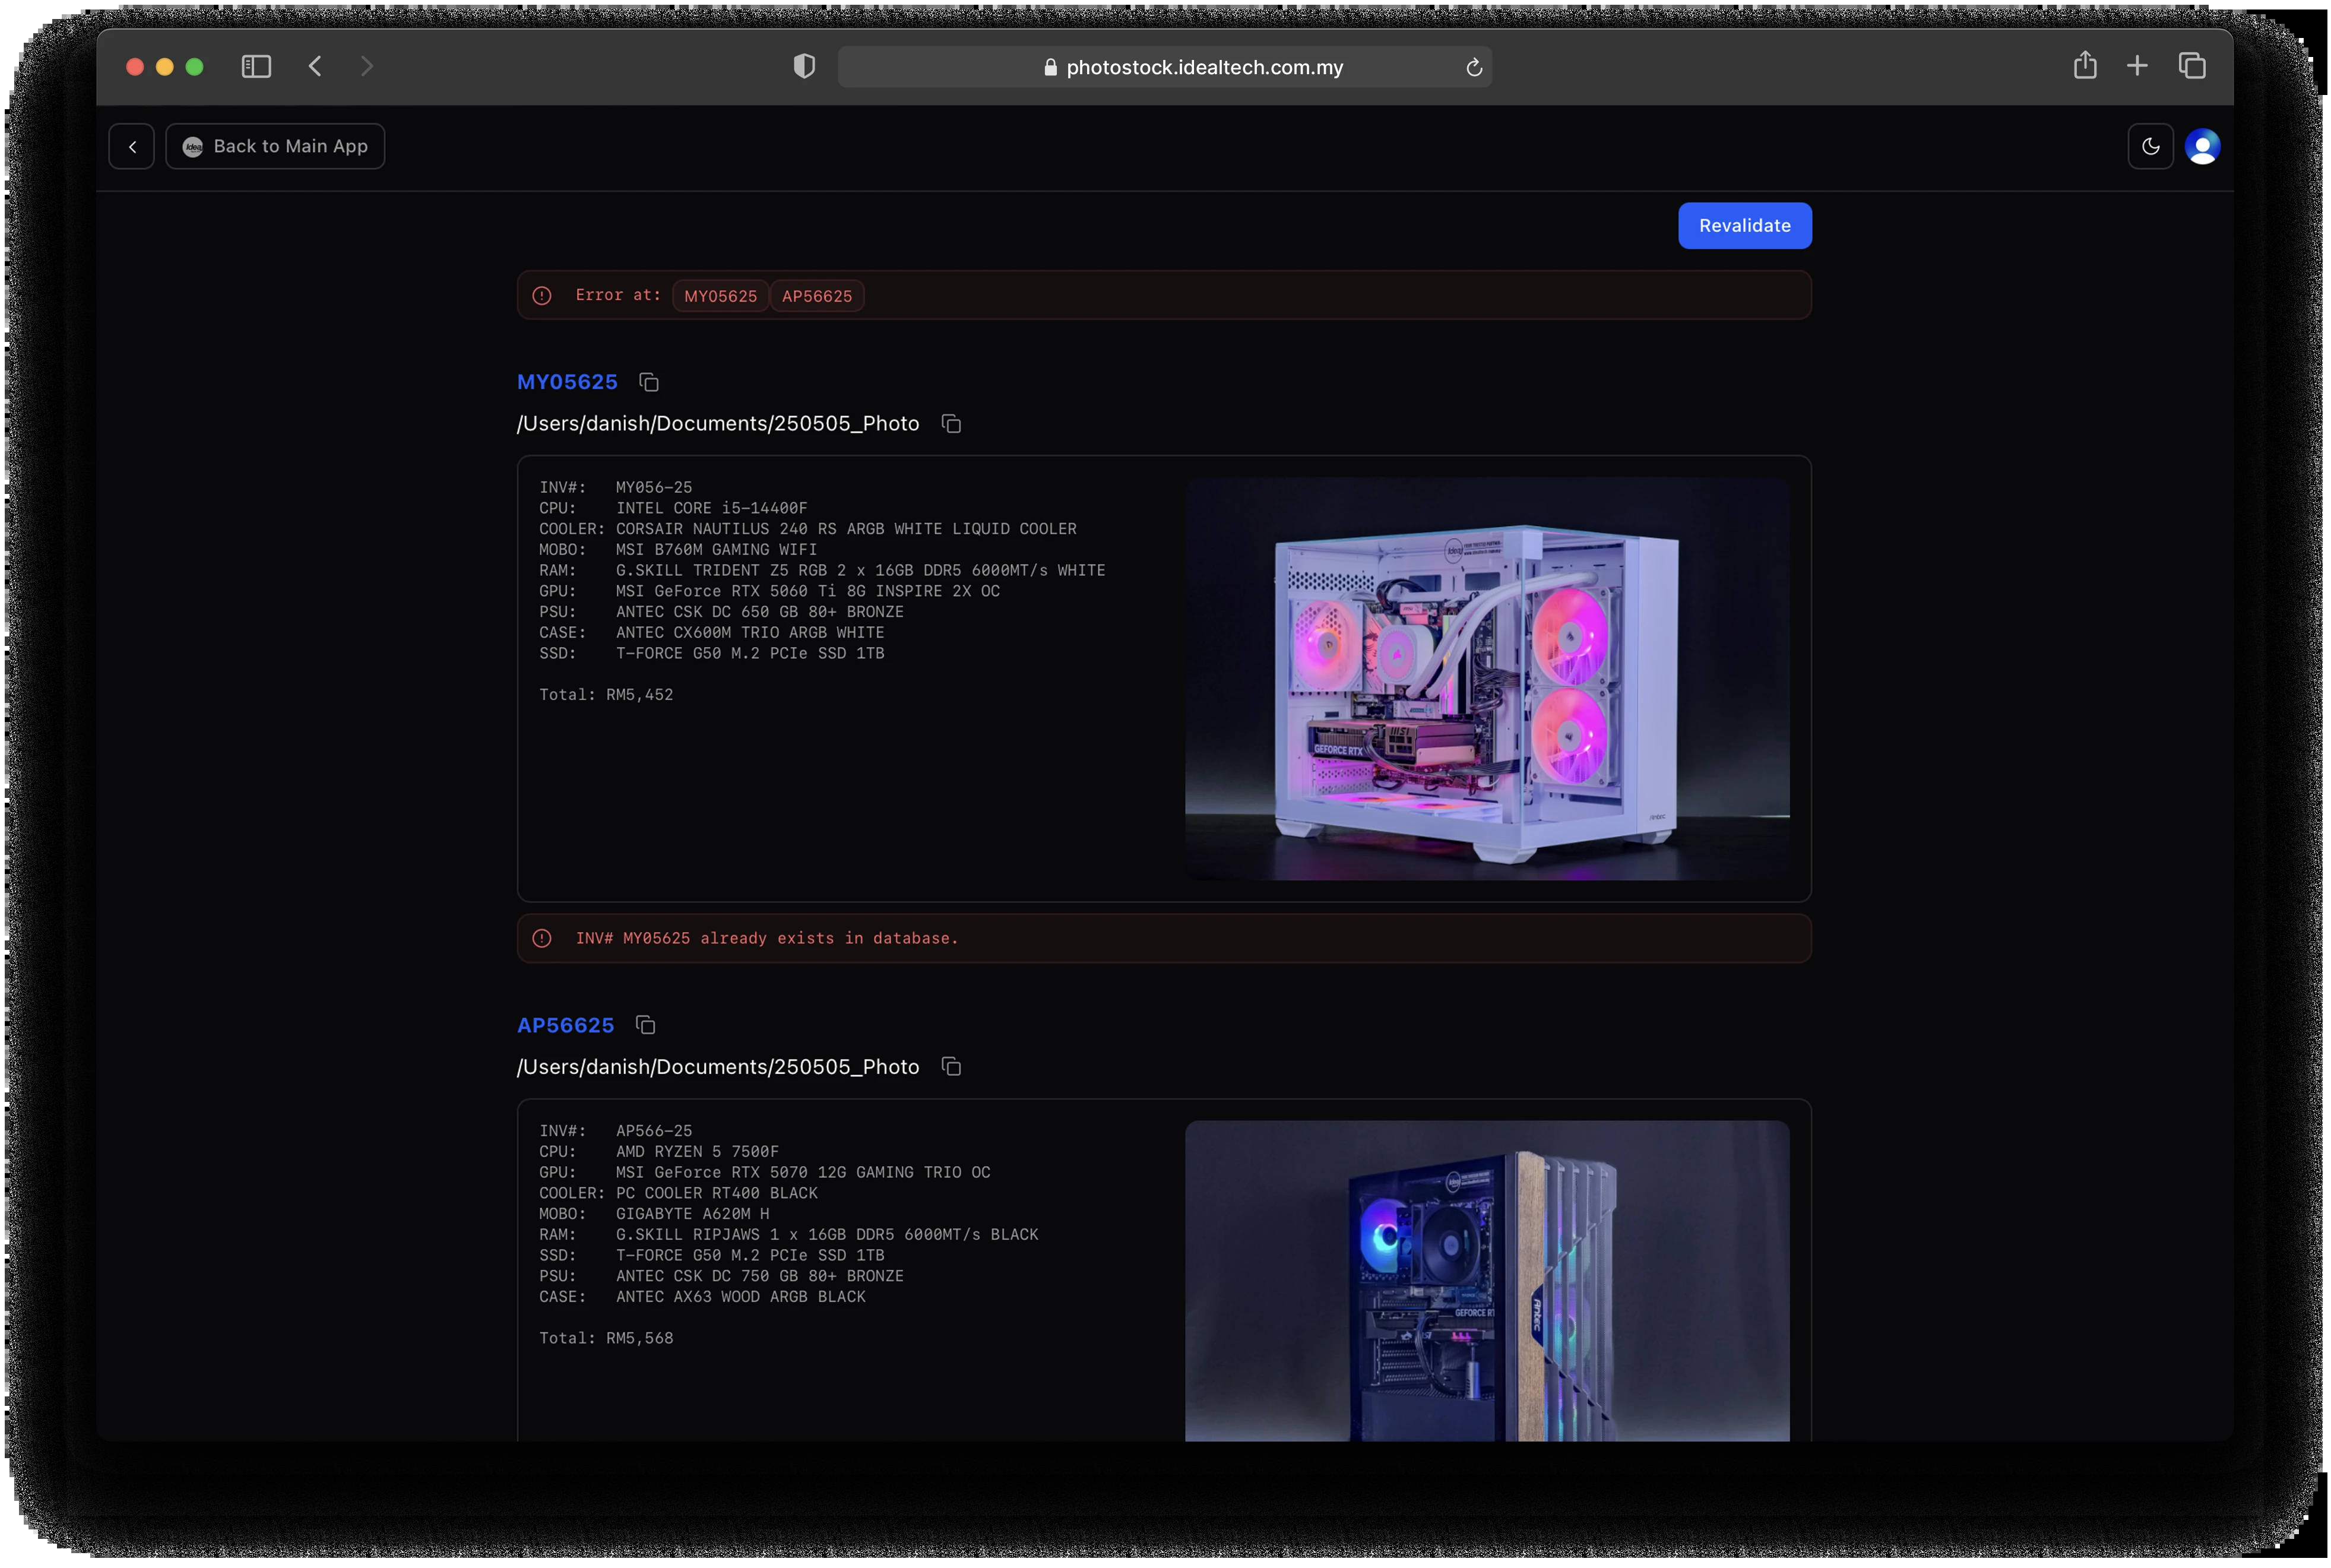 photostock.idealtech.com.my
Back to Main App
Revalidate
Error at: MY05625 AP56625
MY05625
/Users/danish/Documents/250505_Photo
INV#: MY056-25
CPU: INTEL CORE i5-14400F
COOLER: CORSAIR NAUTILUS 240 RS ARGB WHITE LIQUID COOLER
MOBO: MSI B760M GAMING WIFI
RAM: G.SKILL TRIDENT Z5 RGB 2 x 16GB DDR5 6000MT/s WHITE
GPU: MSI GeForce RTX 5060 Ti 8G INSPIRE 2X OC
PSU: ANTEC CSK DC 650 GB 80+ BRONZE
CASE: ANTEC CX600M TRIO ARGB WHITE
SSD: T-FORCE G50 M.2 PCIe SSD 1TB
Total: RM5,452
msi
GEFORCE RTX
INV# MY05625 already exists in database.
AP56625
/Users/danish/Documents/250505_Photo
INV#: AP566-25
CPU: AMD RYZEN 5 7500F
GPU: MSI GeForce RTX 5070 12G GAMING TRIO OC
COOLER: PC COOLER RT400 BLACK
MOBO: GIGABYTE A620M H
RAM: G.SKILL RIPJAWS 1 x 16GB DDR5 6000MT/s BLACK
SSD: T-FORCE G50 M.2 PCIe SSD 1TB
PSU: ANTEC CSK DC 750 GB 80+ BRONZE
CASE: ANTEC AX63 WOOD ARGB BLACK
Total: RM5,568
GEFORCE RT
Antec